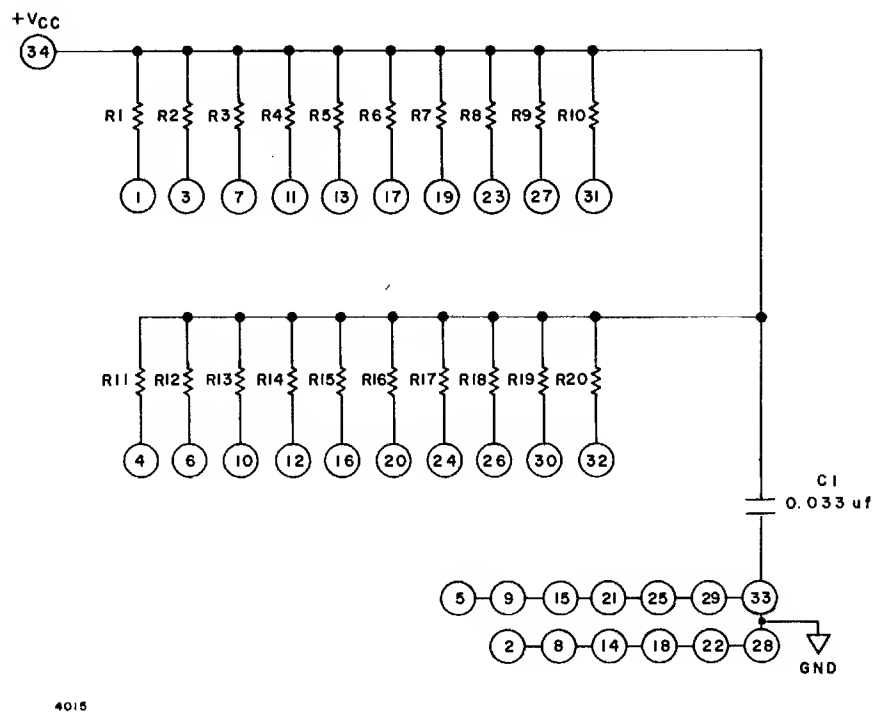 +VCC
34
R1 R2 R3 R4 R5 R6 R7 R8 R9 R10
1 3 7 11 13 17 19 23 27 31
R11 R12 R13 R14 R15 R16 R17 R18 R19 R20
4 6 10 12 16 20 24 26 30 32
C1
0.033 uf
5 9 15 21 25 29 33
2 8 14 18 22 28
GND
4015